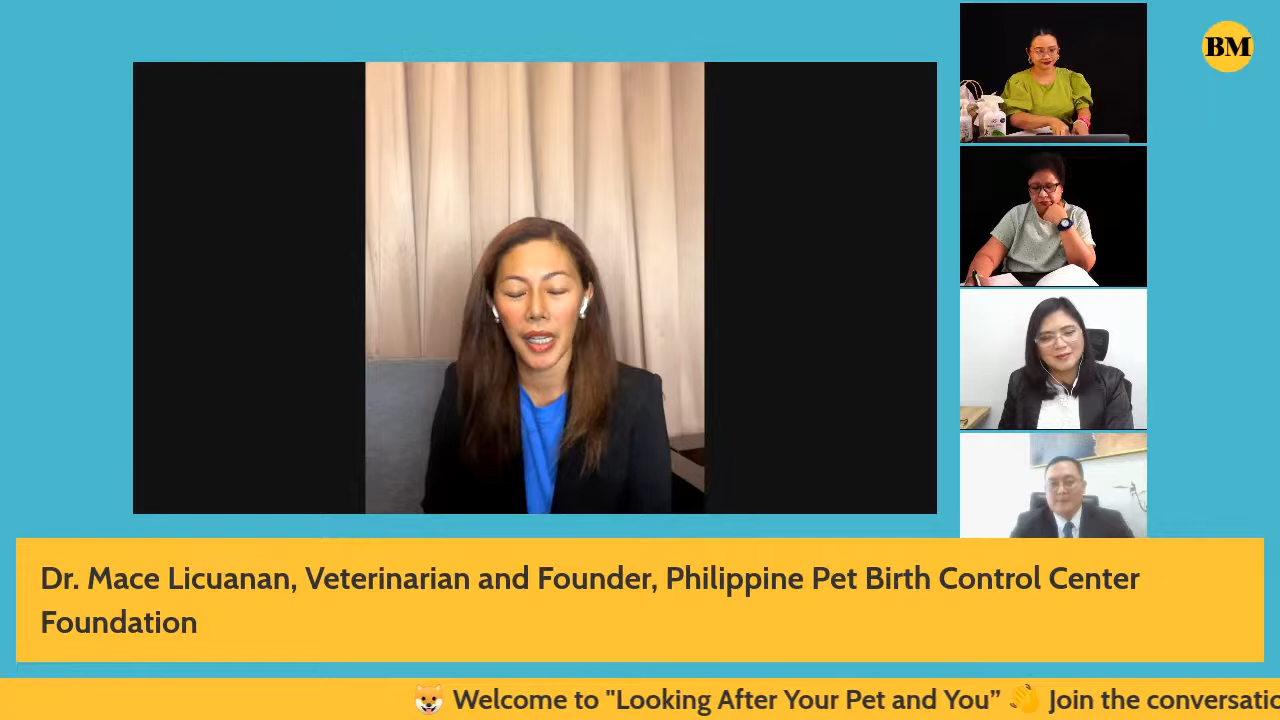 BM
Dr. Mace Licuanan, Veterinarian and Founder, Philippine Pet Birth Control Center
Foundation
🐶 Welcome to "Looking After Your Pet and You” 👋 Join the conversatio